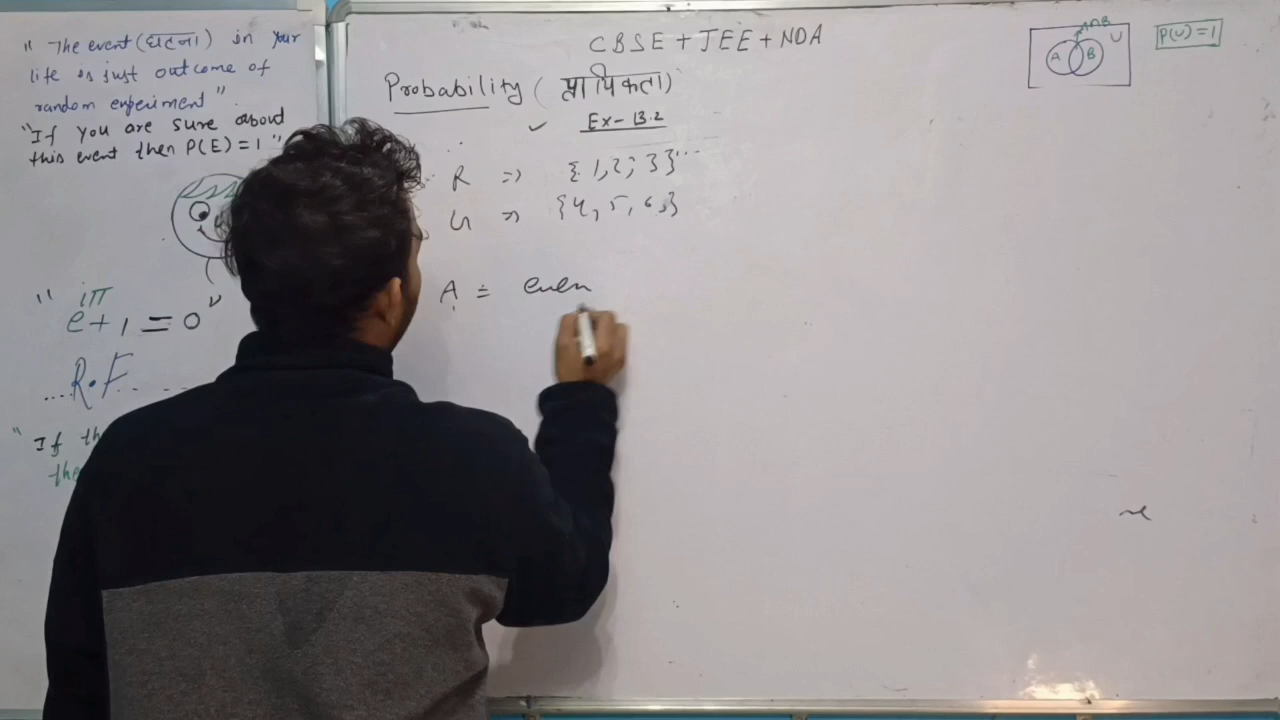 " The event (घटना) in your
life is just outcome of
random experiment"
"If you are sure about
this event then P(E)=1"
"e^iπ + 1 = 0"
....R.F....
"If the
the
CBSE + JEE + NDA
Probability (प्रायिकता)
Ex-13.2
R => {1,2,3}
G => {4,5,6}
A = even
A B U
A∩B
P(U)=1